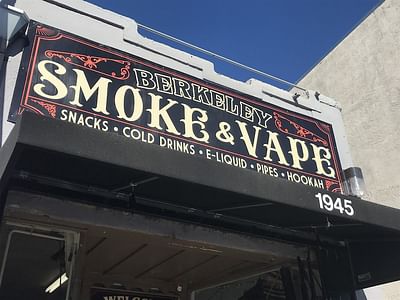 BERKELEY
SMOKE & VAPE
SNACKS • COLD DRINKS • E-LIQUID • PIPES • HOOKAH
1945